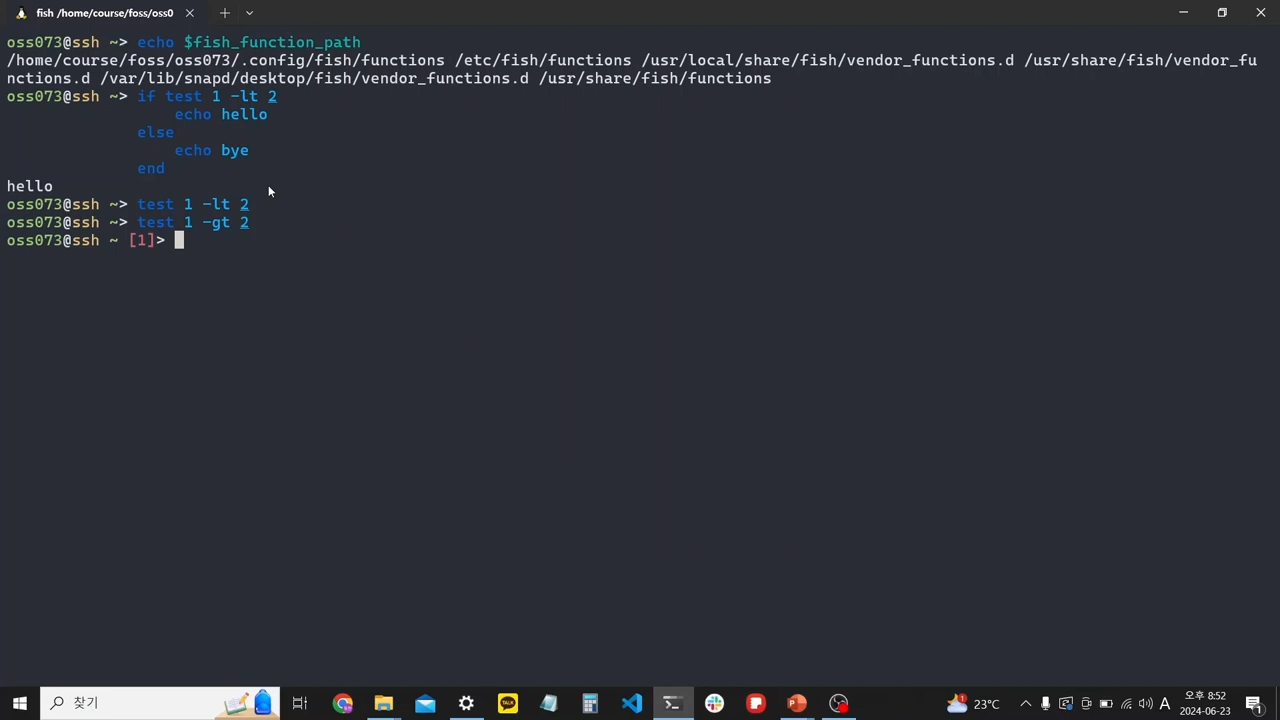 fish /home/course/foss/oss0
oss073@ssh ~> echo $fish_function_path
/home/course/foss/oss073/.config/fish/functions /etc/fish/functions /usr/local/share/fish/vendor_functions.d /usr/share/fish/vendor_fu
nctions.d /var/lib/snapd/desktop/fish/vendor_functions.d /usr/share/fish/functions
oss073@ssh ~> if test 1 -lt 2
echo hello
else
echo bye
end
hello
oss073@ssh ~> test 1 -lt 2
oss073@ssh ~> test 1 -gt 2
oss073@ssh ~ [1]>
찾기
TALK
23°C
A
오후 8:52
2024-06-23
1